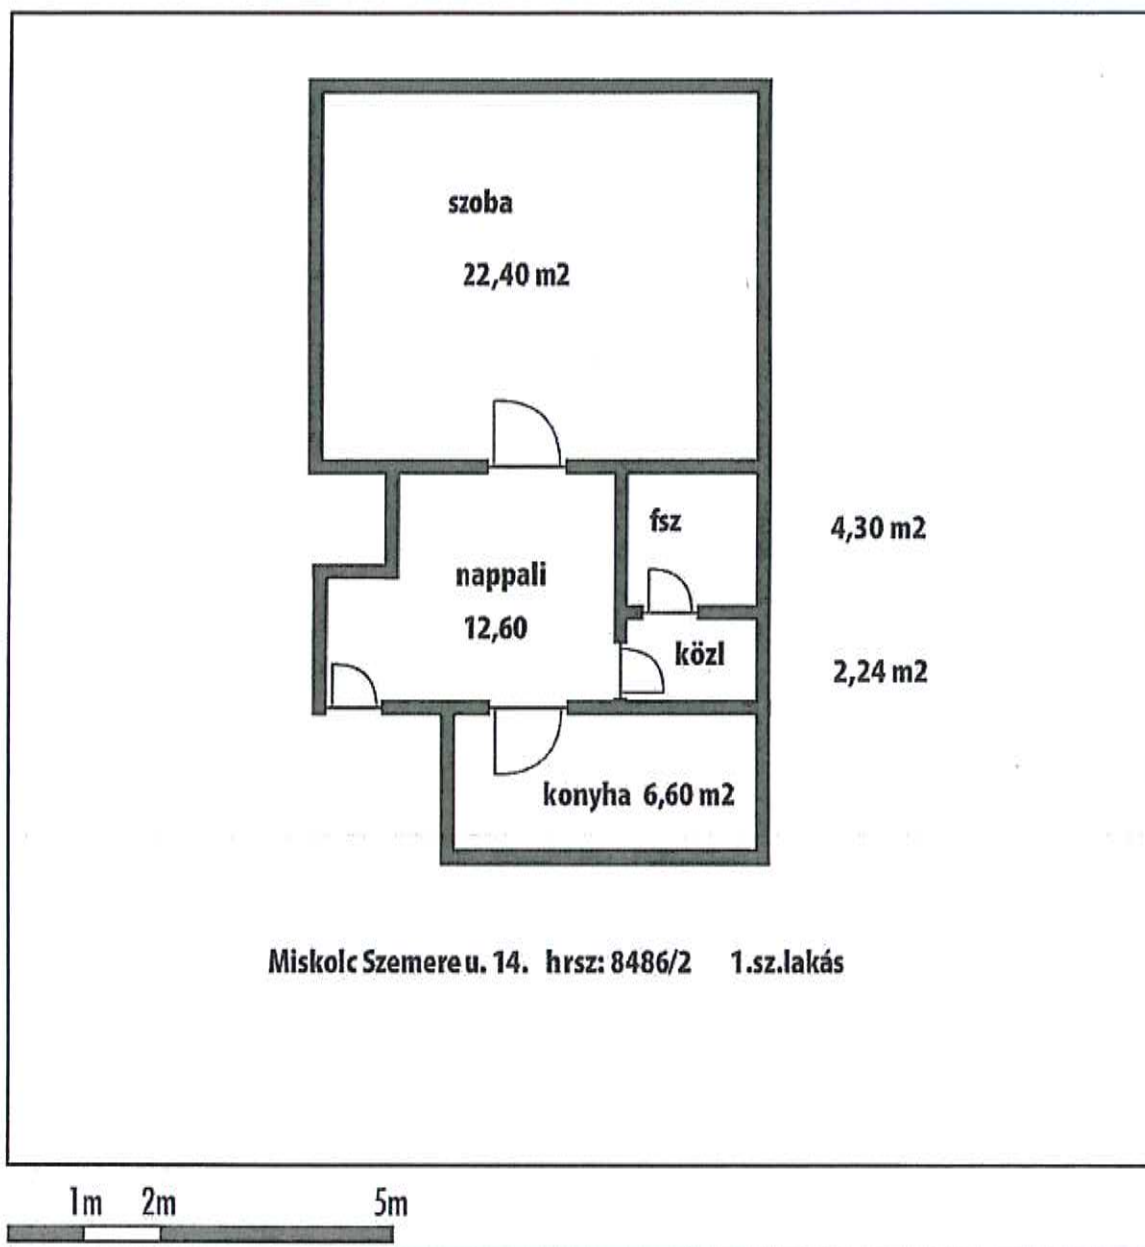 szoba
22,40 m2
fsz
4,30 m2
nappali
12,60
közl
2,24 m2
konyha 6,60 m2
Miskolc Szemere u. 14. hrsz: 8486/2 1.sz.lakás
1m 2m 5m